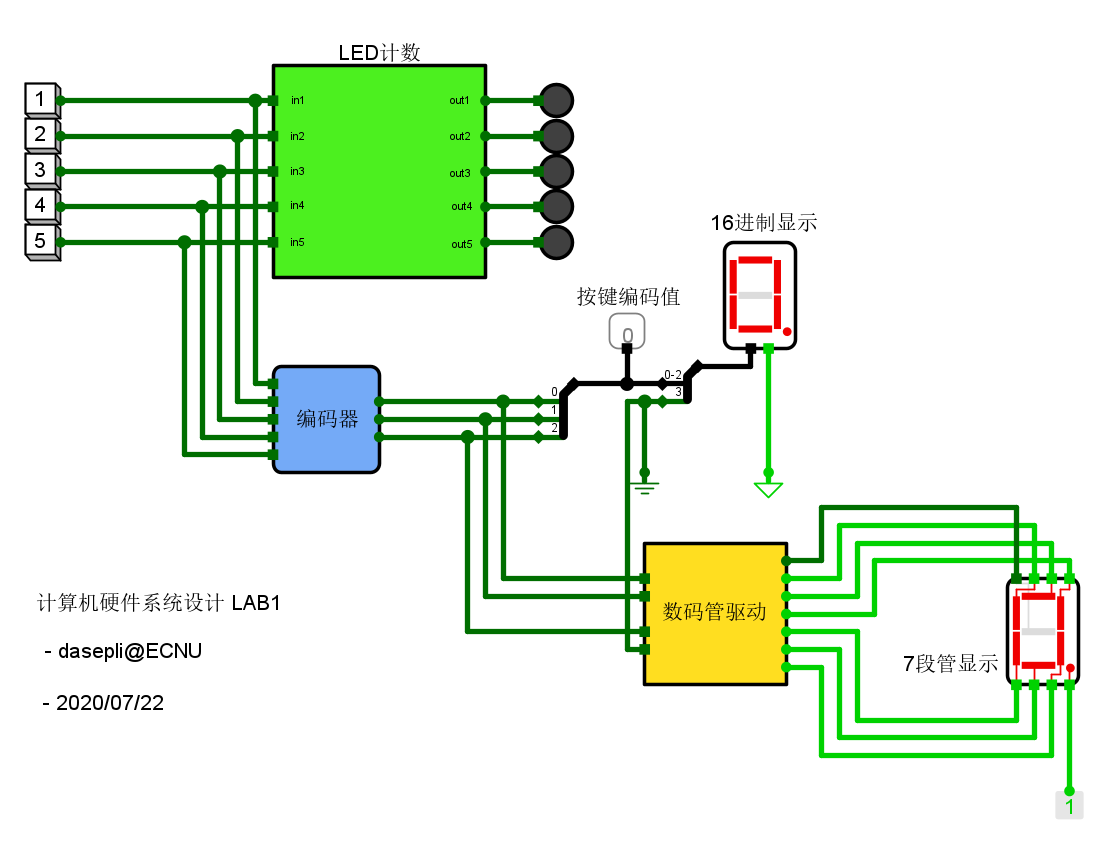 LED计数
1
in1
out1
2
in2
out2
3
in3
out3
4
in4
out4
5
in5
out5
16进制显示
按键编码值
0
0-2
3
编码器
0
1
2
数码管驱动
计算机硬件系统设计 LAB1
- dasepli@ECNU
- 2020/07/22
7段管显示
1